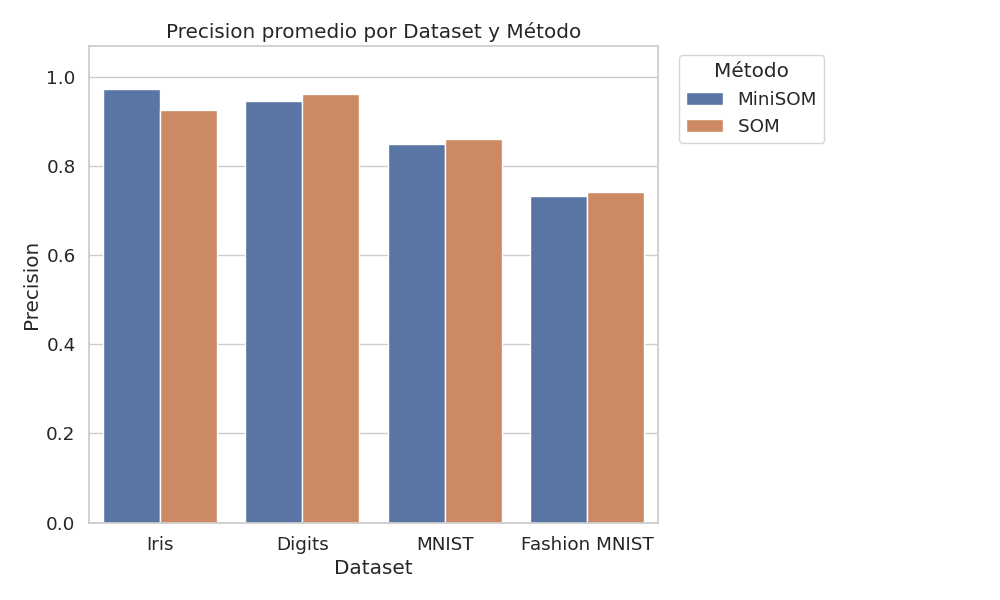 Precision promedio por Dataset y Método
Método
MiniSOM
SOM
Precision
1.0
0.8
0.6
0.4
0.2
0.0
Iris
Digits
MNIST
Fashion MNIST
Dataset